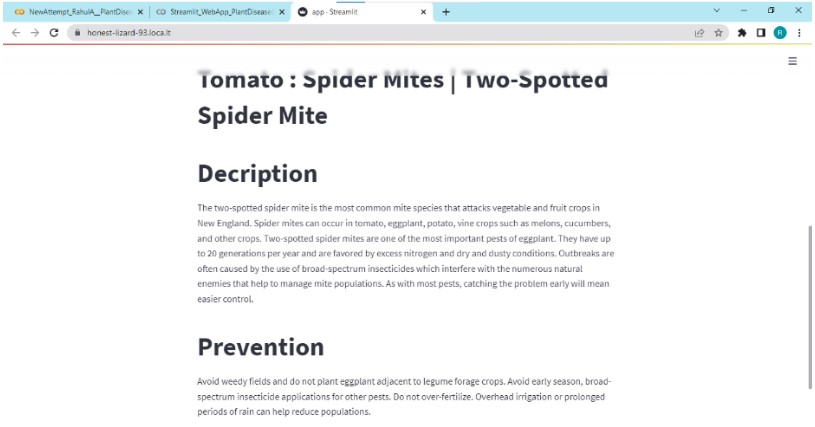 NewAttempt_RahulA__PlantDise
Streamlit_WebApp_PlantDisease
app · Streamlit
honest-lizard-93.loca.lt
R
Tomato : Spider Mites | Two-Spotted
Spider Mite
Decription
The two-spotted spider mite is the most common mite species that attacks vegetable and fruit crops in
New England. Spider mites can occur in tomato, eggplant, potato, vine crops such as melons, cucumbers,
and other crops. Two-spotted spider mites are one of the most important pests of eggplant. They have up
to 20 generations per year and are favored by excess nitrogen and dry and dusty conditions. Outbreaks are
often caused by the use of broad-spectrum insecticides which interfere with the numerous natural
enemies that help to manage mite populations. As with most pests, catching the problem early will mean
easier control.
Prevention
Avoid weedy fields and do not plant eggplant adjacent to legume forage crops. Avoid early season, broad-
spectrum insecticide applications for other pests. Do not over-fertilize. Overhead irrigation or prolonged
periods of rain can help reduce populations.